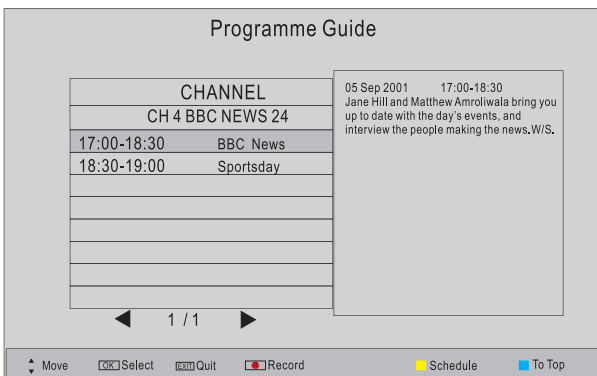 Programme Guide
CHANNEL
CH 4 BBC NEWS 24
17:00-18:30 BBC News
18:30-19:00 Sportsday
1 / 1
05 Sep 2001 17:00-18:30
Jane Hill and Matthew Amroliwala bring you
up to date with the day's events, and
interview the people making the news.W/S.
Move OK Select EXIT Quit Record Schedule To Top